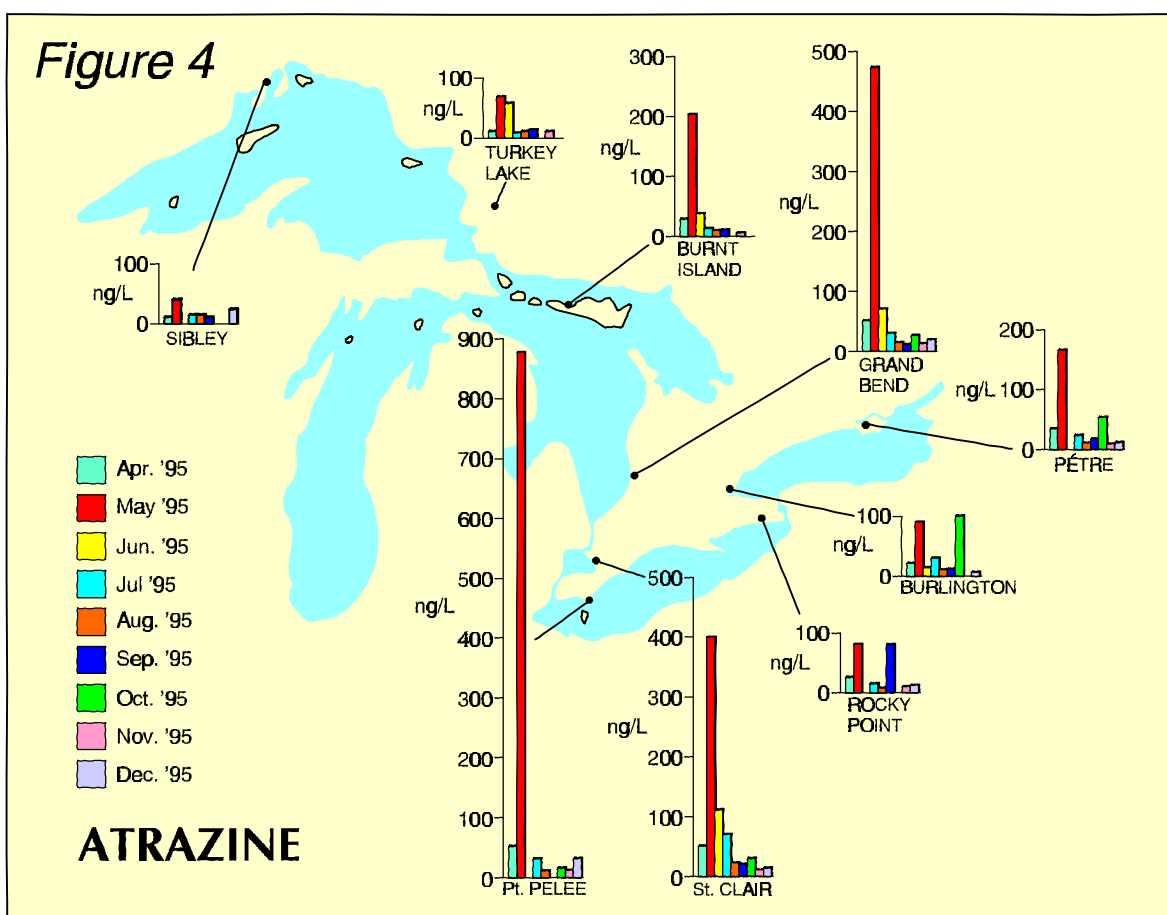 Figure 4
100
ng/L
0
TURKEY
LAKE
300
200
ng/L
100
0
BURNT
ISLAND
500
400
300
ng/L
200
100
0
GRAND
BEND
100
ng/L
0
SIBLEY
200
ng/L 100
0
PÉTRE
900
800
700
600
500
ng/L
400
300
200
100
0
Pt. PELEE
100
ng/L
0
BURLINGTON
100
ng/L
0
ROCKY
POINT
500
400
300
ng/L
200
100
0
St. CLAIR
Apr. '95
May '95
Jun. '95
Jul '95
Aug. '95
Sep. '95
Oct. '95
Nov. '95
Dec. '95
ATRAZINE